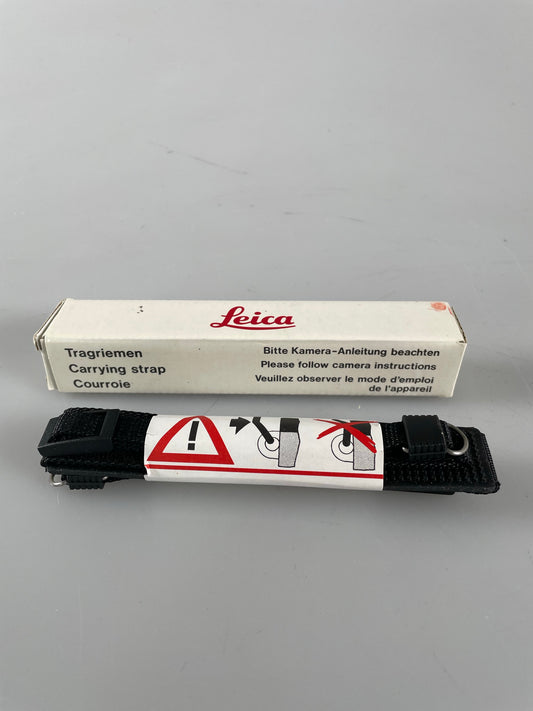 Leica
Tragriemen
Carrying strap
Courroie
Bitte Kamera-Anleitung beachten
Please follow camera instructions
Veuillez observer le mode d'emploi
de l'appareil
!